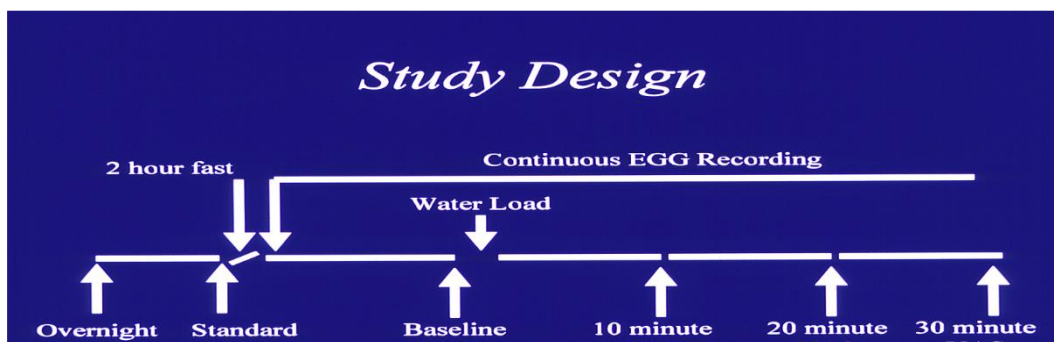 Study Design
2 hour fast
Continuous EGG Recording
Water Load
Overnight
Standard
Baseline
10 minute
20 minute
30 minute